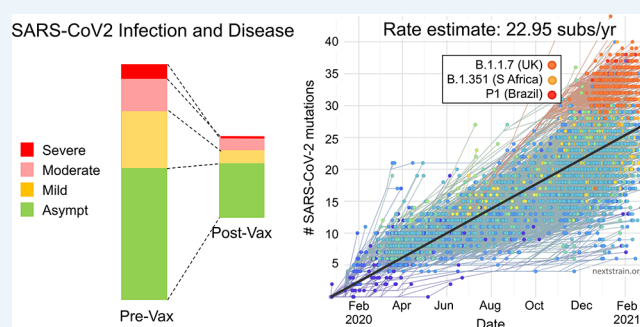 SARS-CoV2 Infection and Disease
Severe
Moderate
Mild
Asympt
Post-Vax
Pre-Vax
Rate estimate: 22.95 subs/yr
B.1.1.7 (UK)
B.1.351 (S Africa)
P1 (Brazil)
# SARS-CoV-2 mutations
40
35
30
25
20
15
10
5
nextstrain.or
Feb Apr Jun Aug Oct Dec Feb
2020 2021
Date